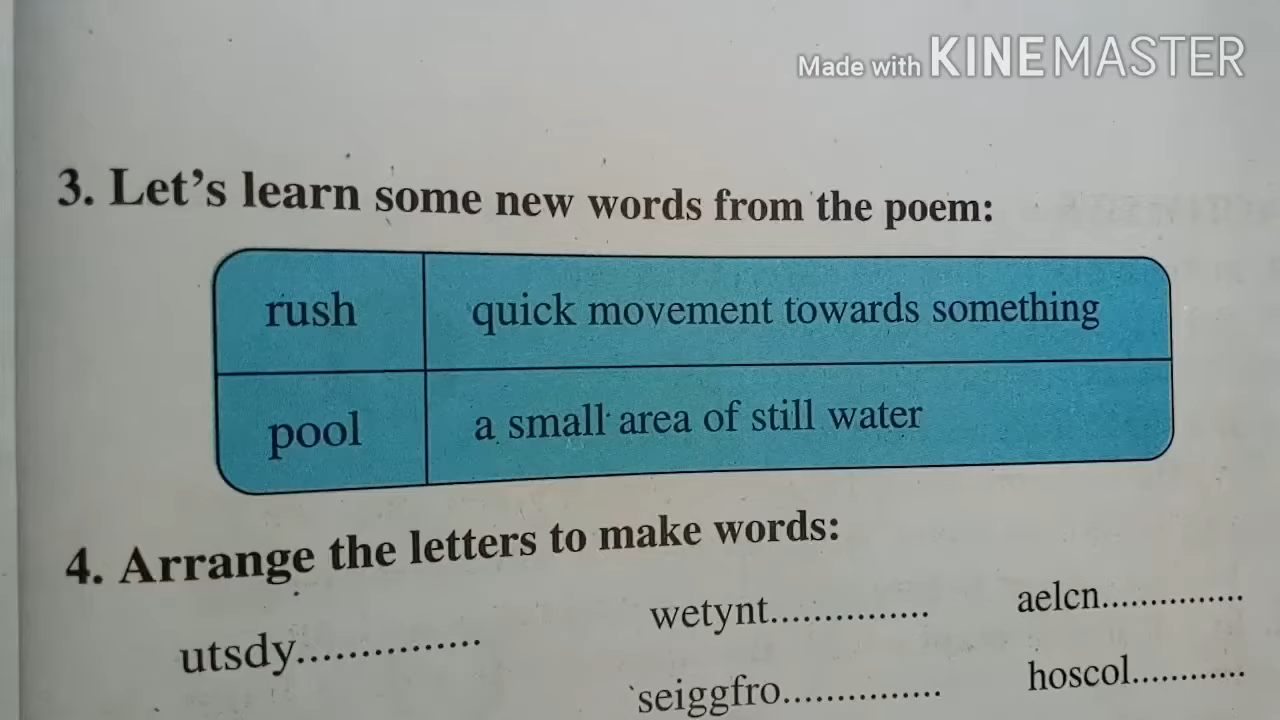 Made with KINEMASTER
3. Let's learn some new words from the poem:
rush quick movement towards something
pool a small area of still water
4. Arrange the letters to make words:
utsdy............... wetynt............... aelcn...............
seiggfro............... hoscol............